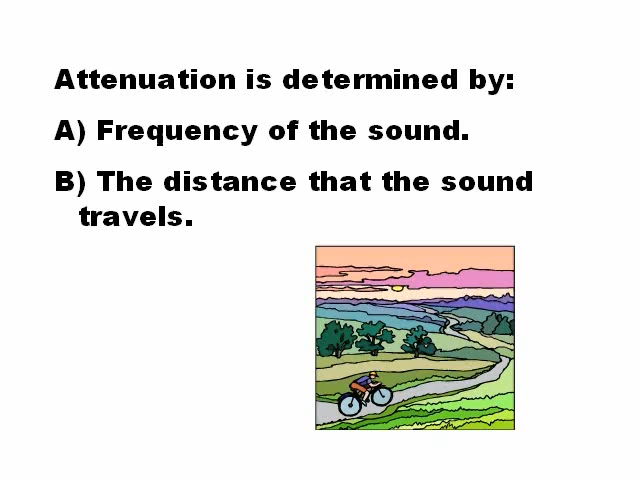 Attenuation is determined by:
A) Frequency of the sound.
B) The distance that the sound
travels.